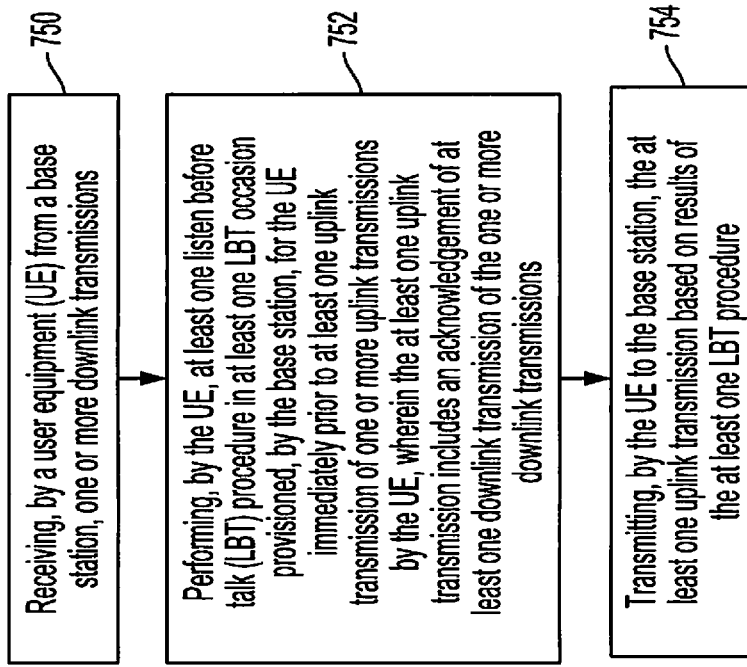 Receiving, by a user equipment (UE) from a base
station, one or more downlink transmissions
750
Performing, by the UE, at least one listen before
talk (LBT) procedure in at least one LBT occasion
provisioned, by the base station, for the UE
immediately prior to at least one uplink
transmission of one or more uplink transmissions
by the UE, wherein the at least one uplink
transmission includes an acknowledgement of at
least one downlink transmission of the one or more
downlink transmissions
752
Transmitting, by the UE to the base station, the at
least one uplink transmission based on results of
the at least one LBT procedure
754